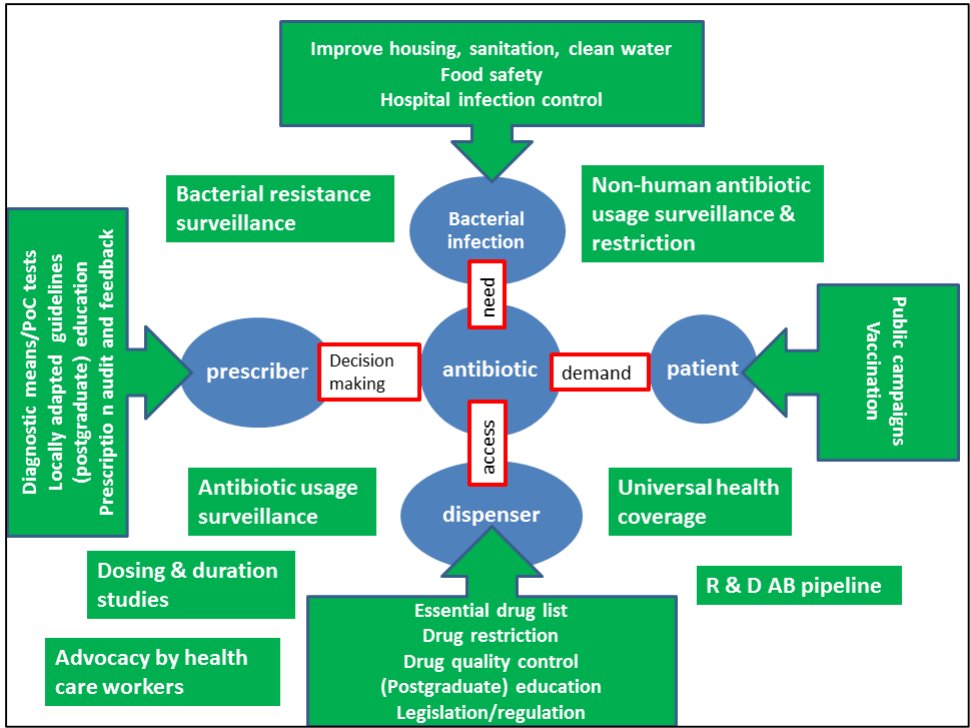 Improve housing, sanitation, clean water
Food safety
Hospital infection control
Bacterial resistance
surveillance
Non-human antibiotic
usage surveillance &
restriction
Bacterial
infection
need
Diagnostic means/PoC tests
Locally adapted guidelines
(postgraduate) education
Prescriptio n audit and feedback
prescriber
Decision
making
antibiotic
demand
patient
Public campaigns
Vaccination
access
dispenser
Antibiotic usage
surveillance
Universal health
coverage
Dosing & duration
studies
R & D AB pipeline
Advocacy by health
care workers
Essential drug list
Drug restriction
Drug quality control
(Postgraduate) education
Legislation/regulation